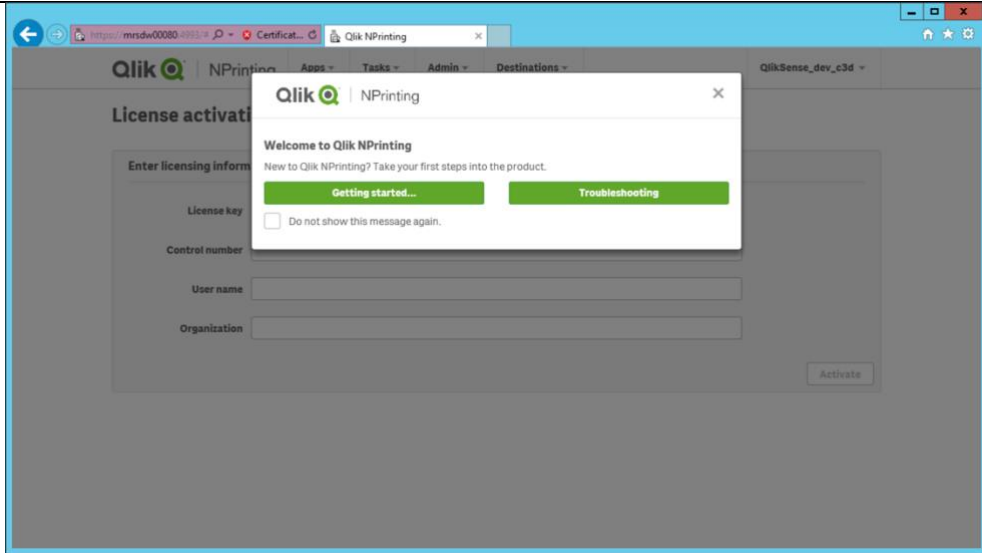 https://mrsdw00080:4993/# Certificat... Qlik NPrinting
Qlik NPrinting Apps Tasks Admin Destinations QlikSense_dev_c3d
Qlik NPrinting
License activati
Welcome to Qlik NPrinting
Enter licensing inform
New to Qlik NPrinting? Take your first steps into the product.
Getting started... Troubleshooting
License key
Do not show this message again.
Control number
User name
Organization
Activate